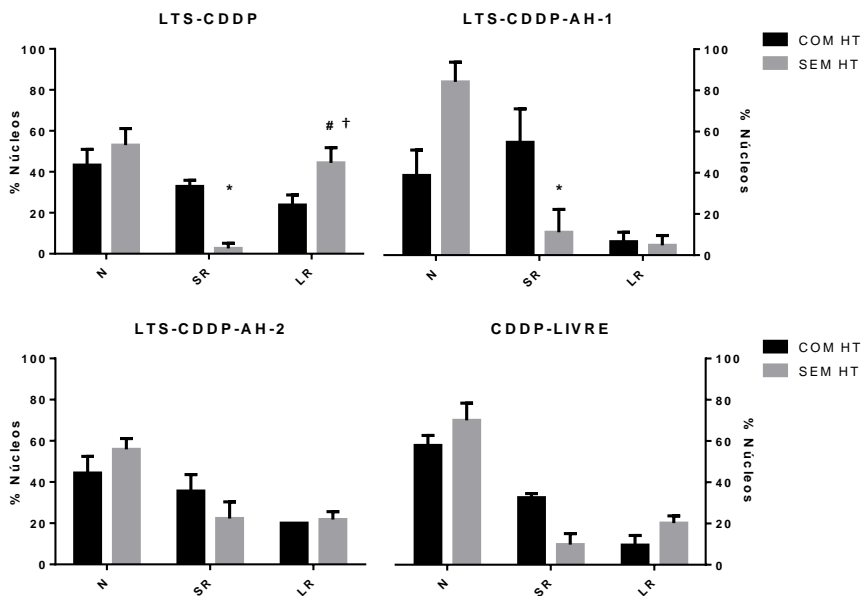 LTS-CDDP
LTS-CDDP-AH-1
COM HT
SEM HT
% Núcleos
100
80
60
40
20
0
*
# †
N
SR
LR
100
80
60
40
20
0
% Núcleos
*
N
SR
LR
LTS-CDDP-AH-2
CDDP-LIVRE
COM HT
SEM HT
% Núcleos
100
80
60
40
20
0
N
SR
LR
100
80
60
40
20
0
% Núcleos
N
SR
LR